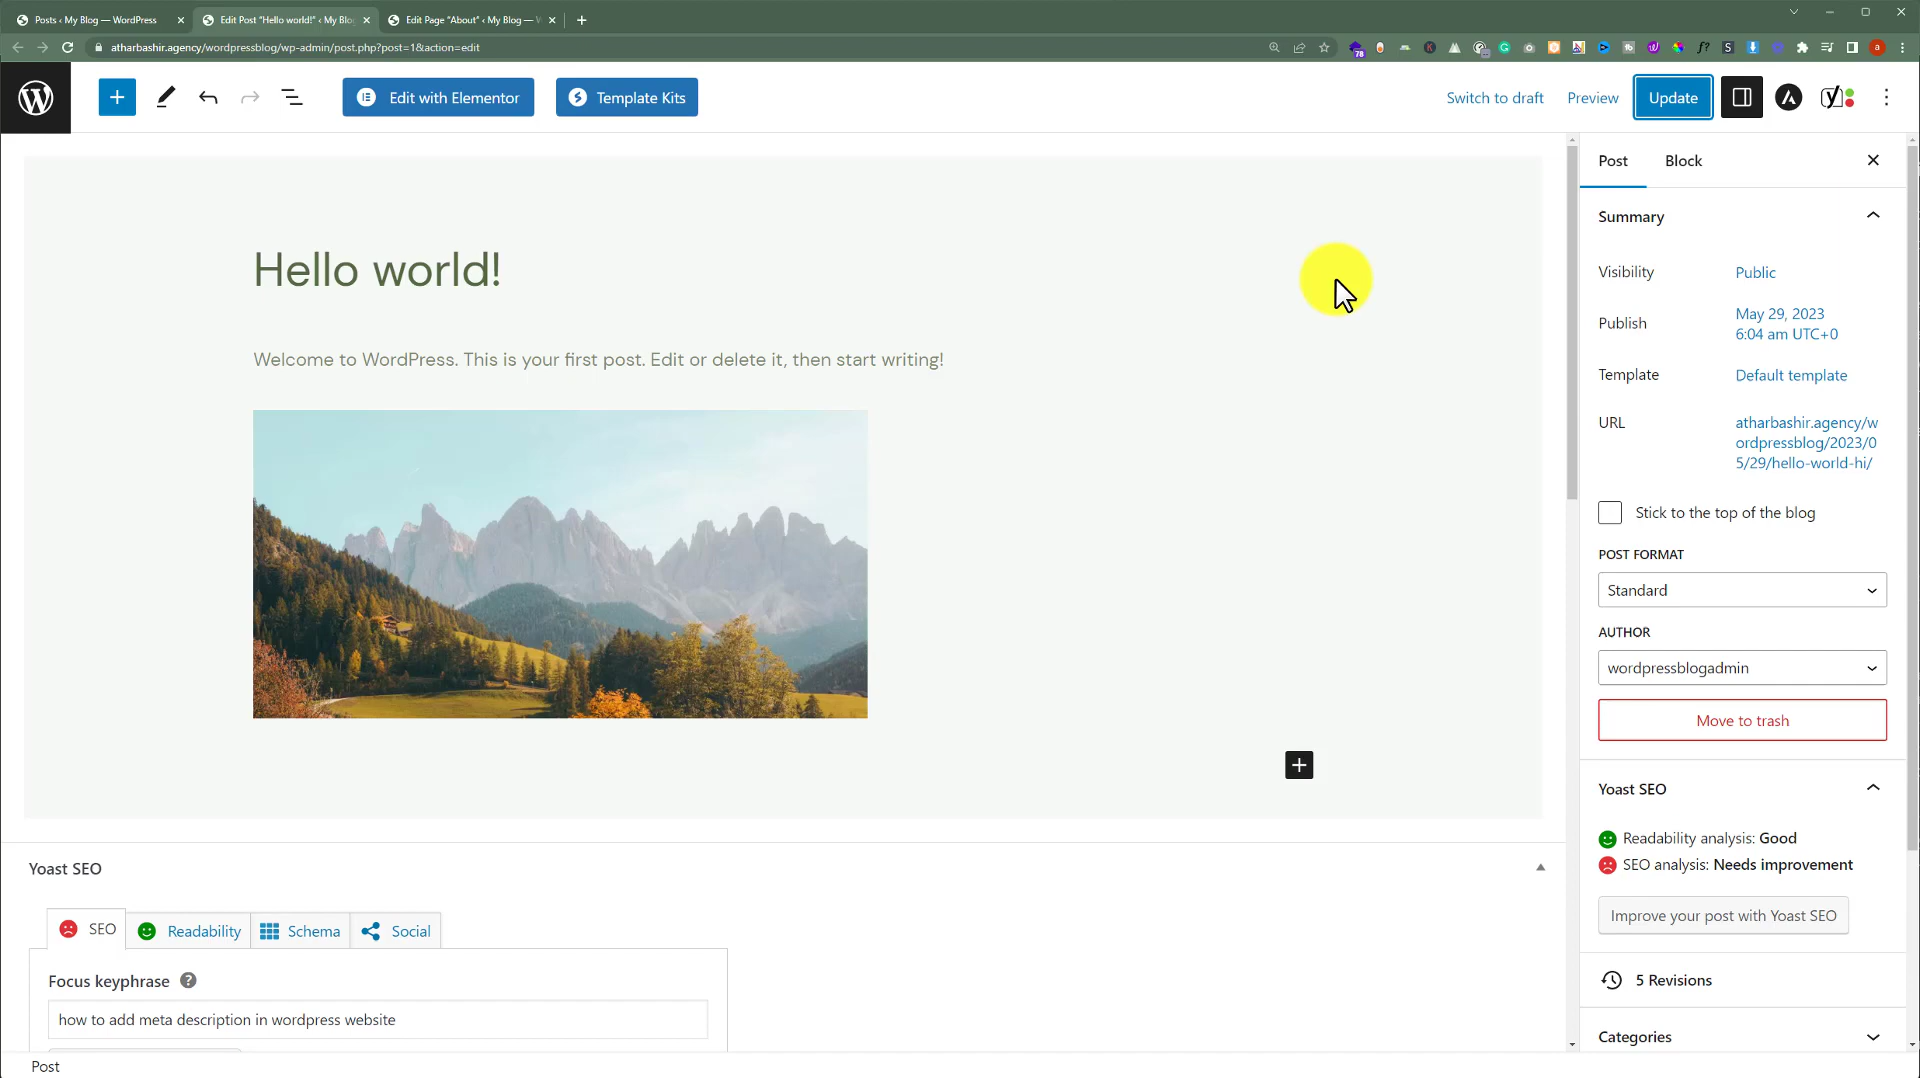 Posts ‹ My Blog — WordPress
Edit Post “Hello world!” ‹ My Blog
Edit Page “About” ‹ My Blog — W
atharbashir.agency/wordpressblog/wp-admin/post.php?post=1&action=edit
78
a
Edit with Elementor
Template Kits
Switch to draft
Preview
Update
Post
Block
Summary
Hello world!
Visibility
Public
Publish
May 29, 2023
6:04 am UTC+0
Welcome to WordPress. This is your first post. Edit or delete it, then start writing!
Template
Default template
URL
atharbashir.agency/w
ordpressblog/2023/0
5/29/hello-world-hi/
Stick to the top of the blog
POST FORMAT
Standard
AUTHOR
wordpressblogadmin
Move to trash
Yoast SEO
Readability analysis: Good
SEO analysis: Needs improvement
Improve your post with Yoast SEO
5 Revisions
Categories
Yoast SEO
SEO
Readability
Schema
Social
Focus keyphrase
how to add meta description in wordpress website
Post